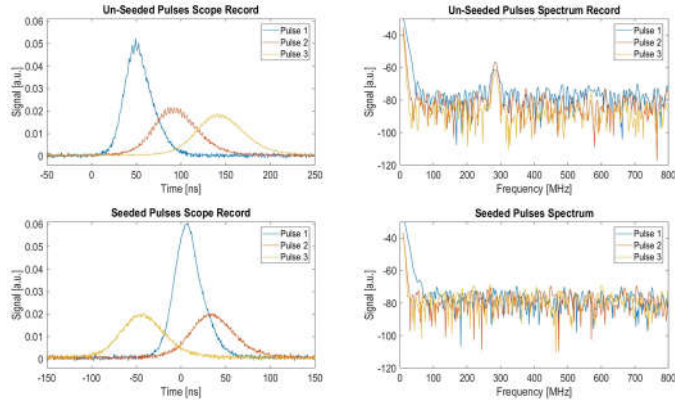 Un-Seeded Pulses Scope Record
0.06
0.05
0.04
0.03
0.02
0.01
0
Signal [a.u.]
Pulse 1
Pulse 2
Pulse 3
-50 0 50 100 150 200 250
Time [ns]
Un-Seeded Pulses Spectrum Record
-40
-60
-80
-100
-120
Signal [a.u.]
Pulse 1
Pulse 2
Pulse 3
0 100 200 300 400 500 600 700 800
Frequency [MHz]
Seeded Pulses Scope Record
0.06
0.05
0.04
0.03
0.02
0.01
0
Signal [a.u.]
Pulse 1
Pulse 2
Pulse 3
-150 -100 -50 0 50 100 150
Time [ns]
Seeded Pulses Spectrum
-40
-60
-80
-100
-120
Signal [a.u.]
Pulse 1
Pulse 2
Pulse 3
0 100 200 300 400 500 600 700 800
Frequency [MHz]